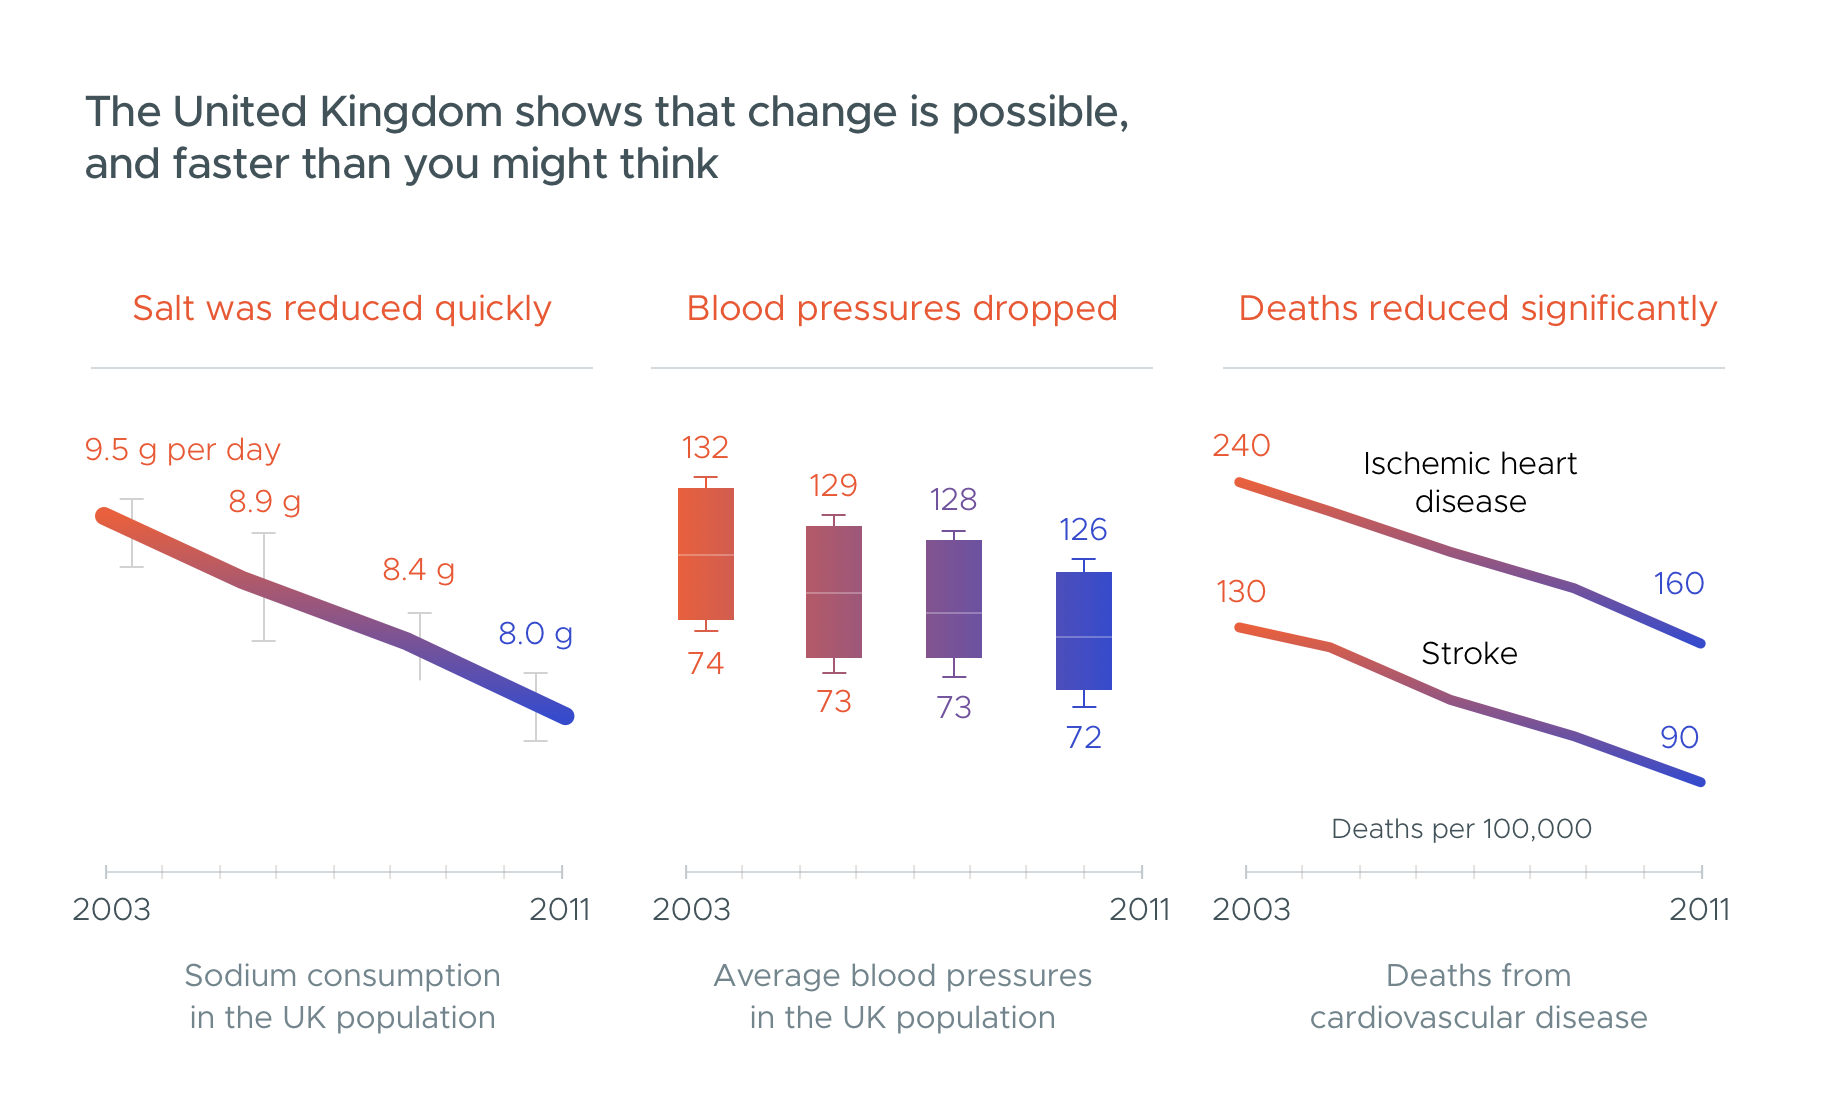 The United Kingdom shows that change is possible,
and faster than you might think
Salt was reduced quickly
9.5 g per day
8.9 g
8.4 g
8.0 g
2003
2011
Sodium consumption
in the UK population
Blood pressures dropped
132
74
129
73
128
73
126
72
2003
2011
Average blood pressures
in the UK population
Deaths reduced significantly
240
Ischemic heart
disease
160
130
Stroke
90
Deaths per 100,000
2003
2011
Deaths from
cardiovascular disease